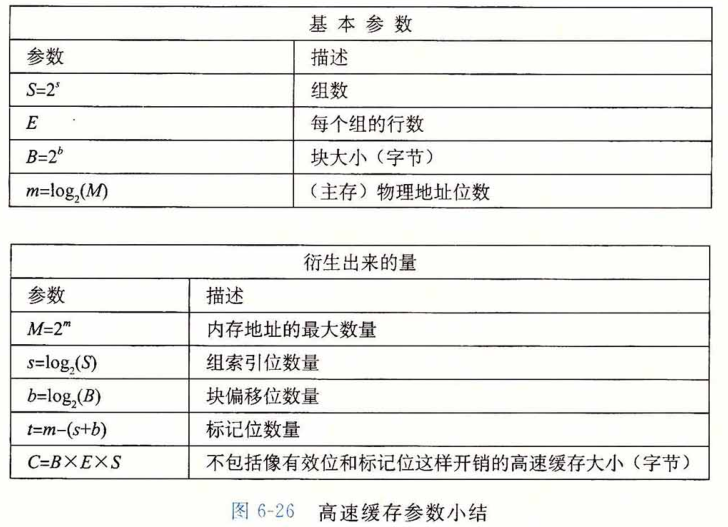 基本参数
参数 描述
S=2^s 组数
E 每个组的行数
B=2^b 块大小（字节）
m=log₂(M) （主存）物理地址位数
衍生出来的量
参数 描述
M=2^m 内存地址的最大数量
s=log₂(S) 组索引位数量
b=log₂(B) 块偏移位数量
t=m-(s+b) 标记位数量
C=B×E×S 不包括像有效位和标记位这样开销的高速缓存大小（字节）
图 6-26 高速缓存参数小结